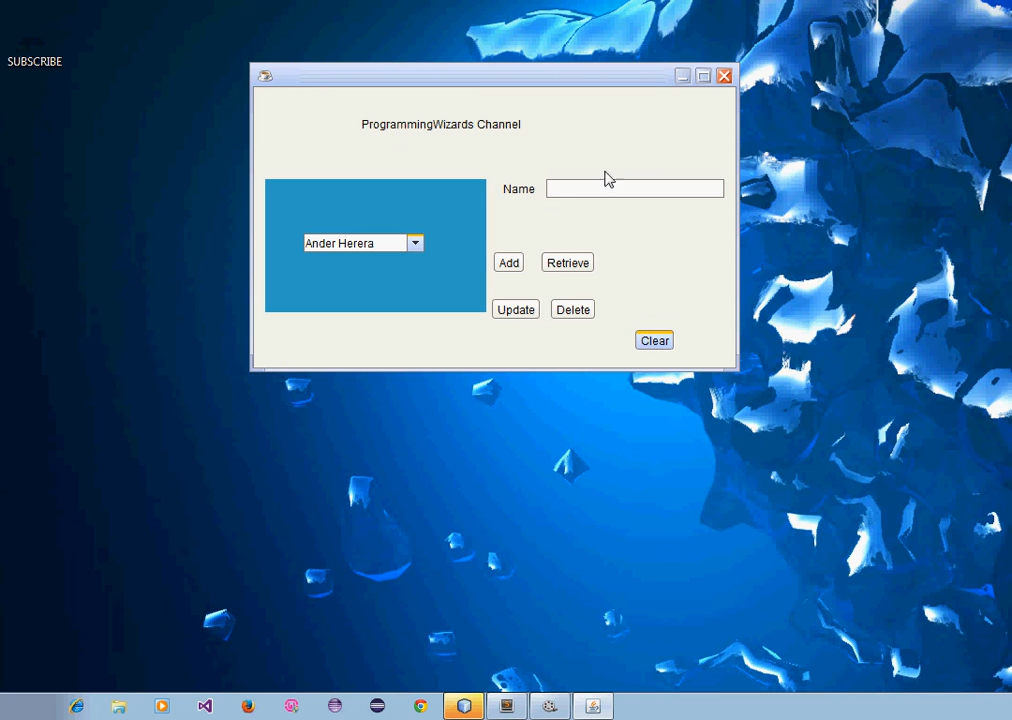 SUBSCRIBE
ProgrammingWizards Channel
Name
Ander Herera
Add Retrieve
Update Delete
Clear